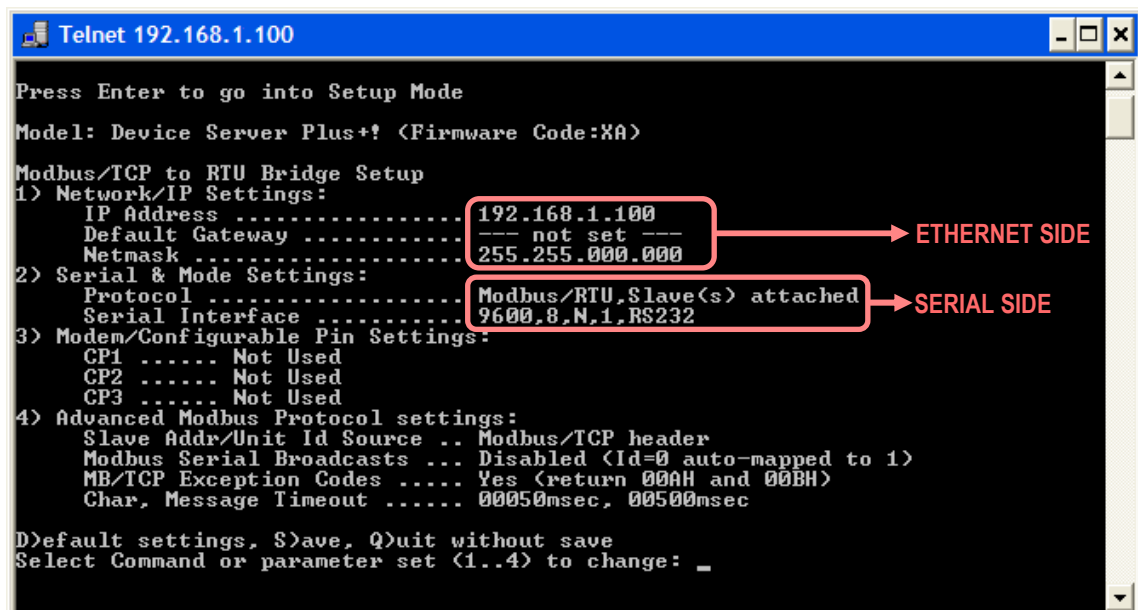 Telnet 192.168.1.100
Press Enter to go into Setup Mode
Model: Device Server Plus+! (Firmware Code:XA)
Modbus/TCP to RTU Bridge Setup
1) Network/IP Settings:
IP Address ................. 192.168.1.100
Default Gateway ............ --- not set ---
Netmask .................... 255.255.000.000
ETHERNET SIDE
2) Serial & Mode Settings:
Protocol ................... Modbus/RTU,Slave(s) attached
Serial Interface ........... 9600,8,N,1,RS232
SERIAL SIDE
3) Modem/Configurable Pin Settings:
CP1 ...... Not Used
CP2 ...... Not Used
CP3 ...... Not Used
4) Advanced Modbus Protocol settings:
Slave Addr/Unit Id Source .. Modbus/TCP header
Modbus Serial Broadcasts ... Disabled (Id=0 auto-mapped to 1)
MB/TCP Exception Codes ..... Yes (return 00AH and 00BH)
Char, Message Timeout ...... 00050msec, 00500msec
D)efault settings, S)ave, Q)uit without save
Select Command or parameter set (1..4) to change: _